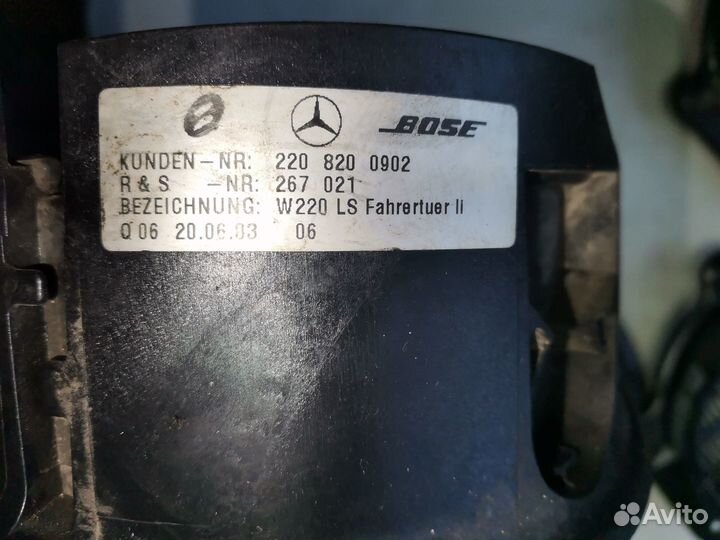 BOSE
KUNDEN-NR: 220 820 0902
R & S -NR: 267 021
BEZEICHNUNG: W220 LS Fahrertuer li
Q 06 20.06.03 06
Avito